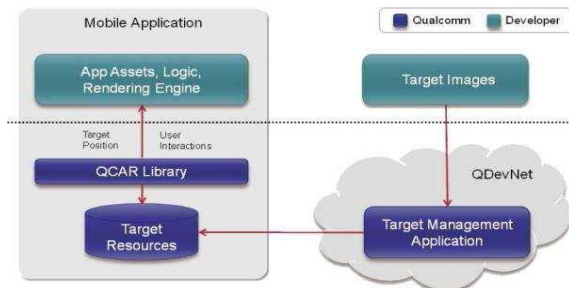 Mobile Application
Qualcomm
Developer
App Assets, Logic,
Rendering Engine
Target Images
Target
Position
User
Interactions
QCAR Library
QDevNet
Target
Resources
Target Management
Application